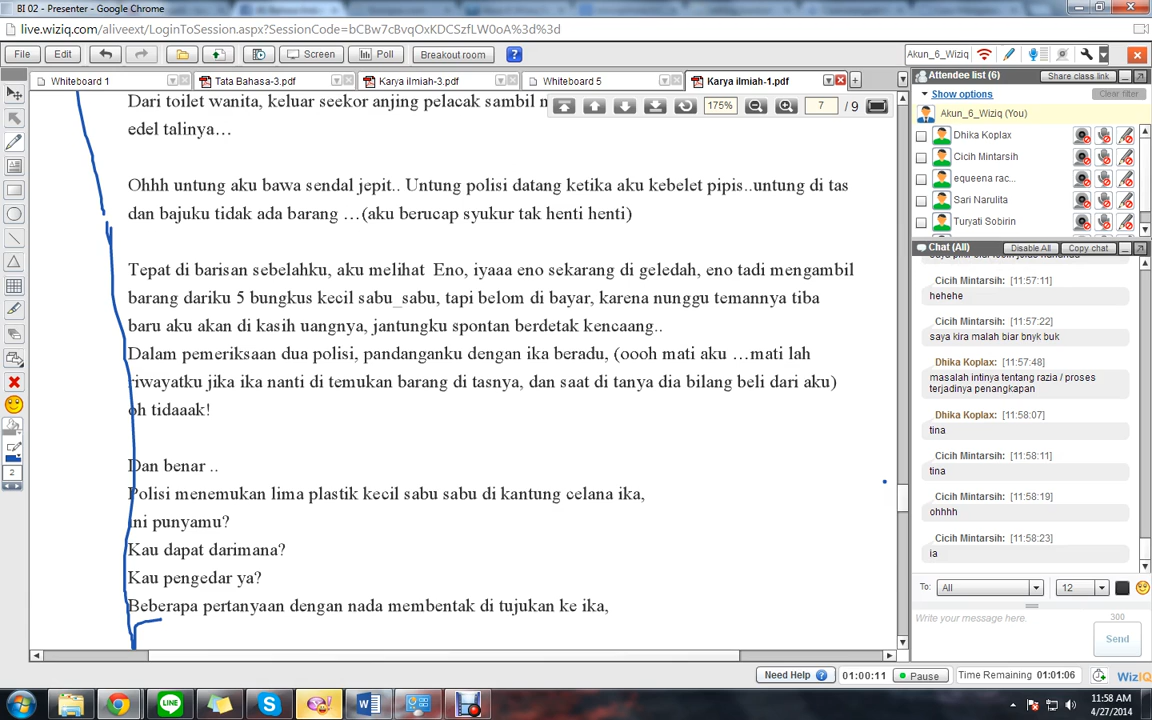 BI 02 - Presenter - Google Chrome
live.wiziq.com/aliveext/LoginToSession.aspx?SessionCode=bCBw7cBvqOxKDCSzfLW0oA%3d%3d
File Edit Screen Poll Breakout room ? Akun_6_Wiziq
Whiteboard 1 Tata Bahasa-3.pdf Karya ilmiah-3.pdf Whiteboard 5 Karya ilmiah-1.pdf
175% 7 / 9
Dari toilet wanita, keluar seekor anjing pelacak sambil
edel talinya…
Ohhh untung aku bawa sendal jepit.. Untung polisi datang ketika aku kebelet pipis..untung di tas
dan bajuku tidak ada barang …(aku berucap syukur tak henti henti)
Tepat di barisan sebelahku, aku melihat Eno, iyaaa eno sekarang di geledah, eno tadi mengambil
barang dariku 5 bungkus kecil sabu_sabu, tapi belom di bayar, karena nunggu temannya tiba
baru aku akan di kasih uangnya, jantungku spontan berdetak kencaang..
Dalam pemeriksaan dua polisi, pandanganku dengan ika beradu, (oooh mati aku …mati lah
riwayatku jika ika nanti di temukan barang di tasnya, dan saat di tanya dia bilang beli dari aku)
oh tidaaak!
Dan benar ..
Polisi menemukan lima plastik kecil sabu sabu di kantung celana ika,
ini punyamu?
Kau dapat darimana?
Kau pengedar ya?
Beberapa pertanyaan dengan nada membentak di tujukan ke ika,
2
Attendee list (6)
Share class link
Show options
Clear filter
Akun_6_Wiziq (You)
Dhika Koplax
Cicih Mintarsih
equeena rac...
Sari Narulita
Turyati Sobirin
Chat (All)
Disable All
Copy chat
Cicih Mintarsih: [11:57:11]
hehehe
Cicih Mintarsih: [11:57:22]
saya kira malah biar bnyk buk
Dhika Koplax: [11:57:48]
masalah intinya tentang razia / proses
terjadinya penangkapan
Dhika Koplax: [11:58:07]
tina
Cicih Mintarsih: [11:58:11]
tina
Cicih Mintarsih: [11:58:19]
ohhhh
Cicih Mintarsih: [11:58:23]
ia
To: All 12
Write your message here. 300
Send
Need Help ? 01:00:11 Pause Time Remaining 01:01:06 WizIQ
LINE
11:58 AM
4/27/2014